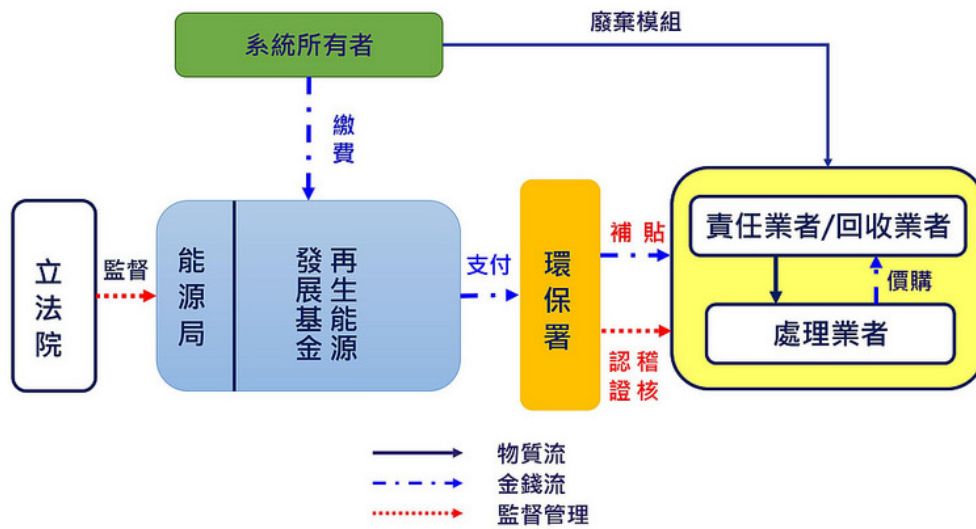 系統所有者
廢棄模組
繳費
立法院
監督
能源局
再生能源
發展基金
支付
環保署
補貼
稽核
認證
責任業者/回收業者
價購
處理業者
物質流
金錢流
監督管理